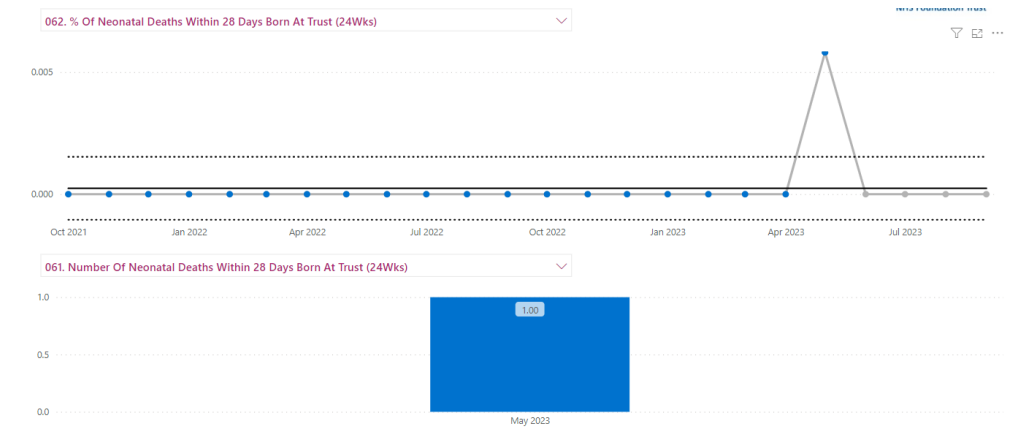 NHS Foundation Trust
062. % Of Neonatal Deaths Within 28 Days Born At Trust (24Wks)
0.005
0.000
Oct 2021 Jan 2022 Apr 2022 Jul 2022 Oct 2022 Jan 2023 Apr 2023 Jul 2023
061. Number Of Neonatal Deaths Within 28 Days Born At Trust (24Wks)
1.0
1.00
0.5
0.0
May 2023